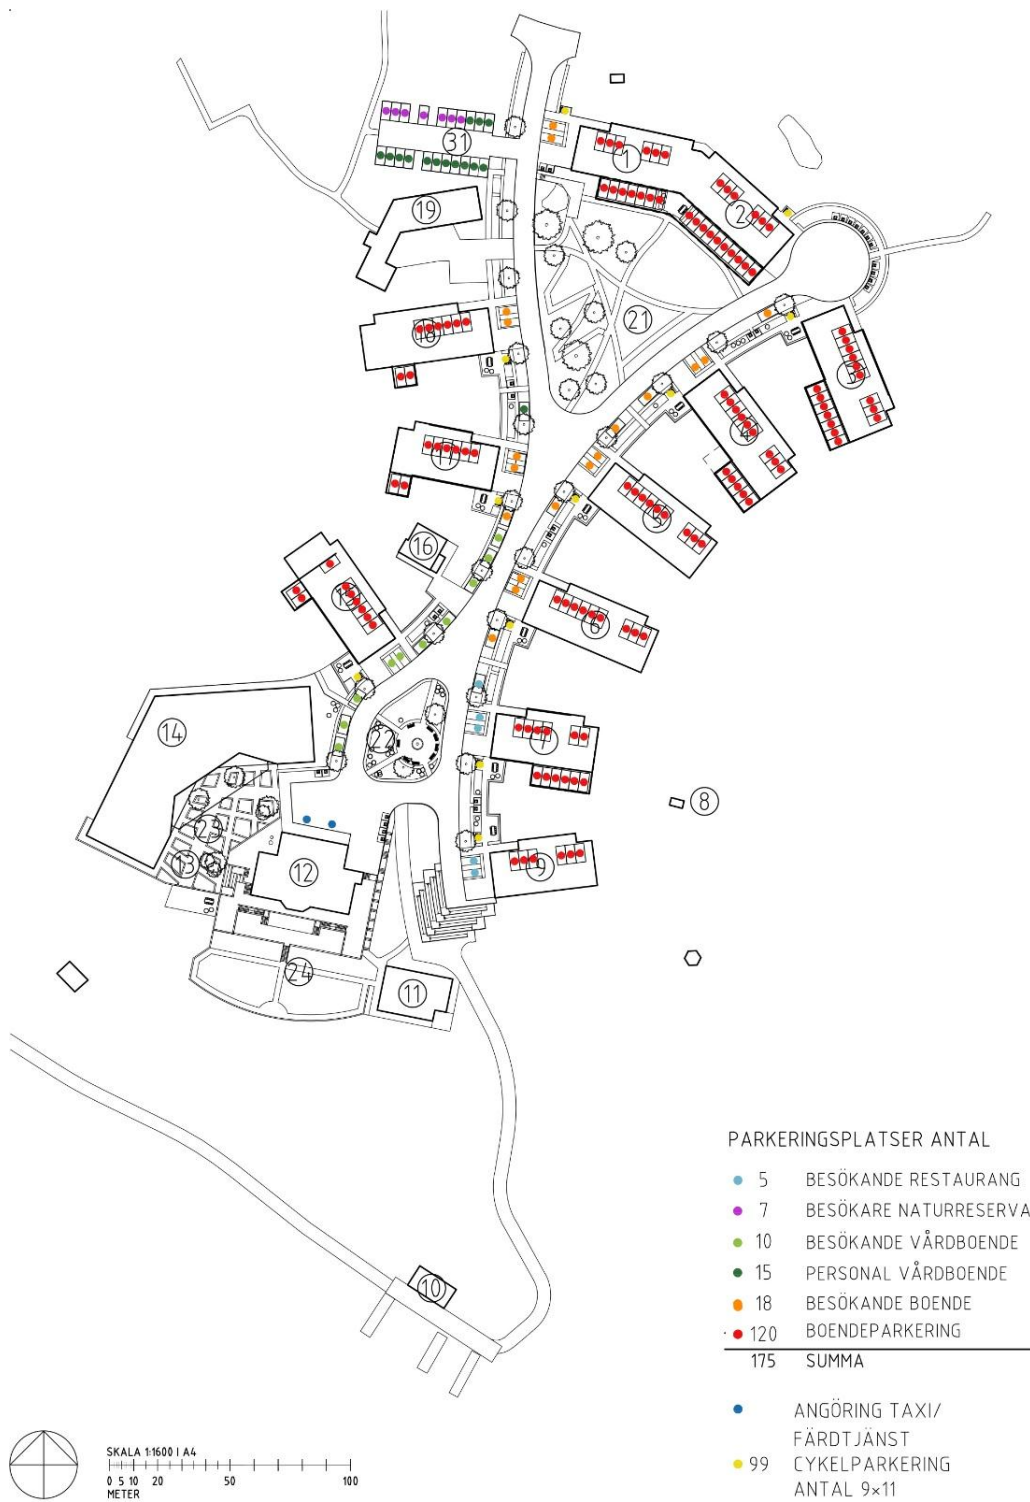 31
1
19
2
21
18
3
4
17
5
16
15
6
14
22
7
8
23
13
12
9
24
11
10
PARKERINGSPLATSER ANTAL
5 BESÖKANDE RESTAURANG
7 BESÖKARE NATURRESERVA
10 BESÖKANDE VÅRDBOENDE
15 PERSONAL VÅRDBOENDE
18 BESÖKANDE BOENDE
120 BOENDEPARKERING
175 SUMMA
ANGÖRING TAXI/
FÄRDTJÄNST
99 CYKELPARKERING
ANTAL 9x11
SKALA 1:1600 I A4
0 5 10 20 50 100
METER